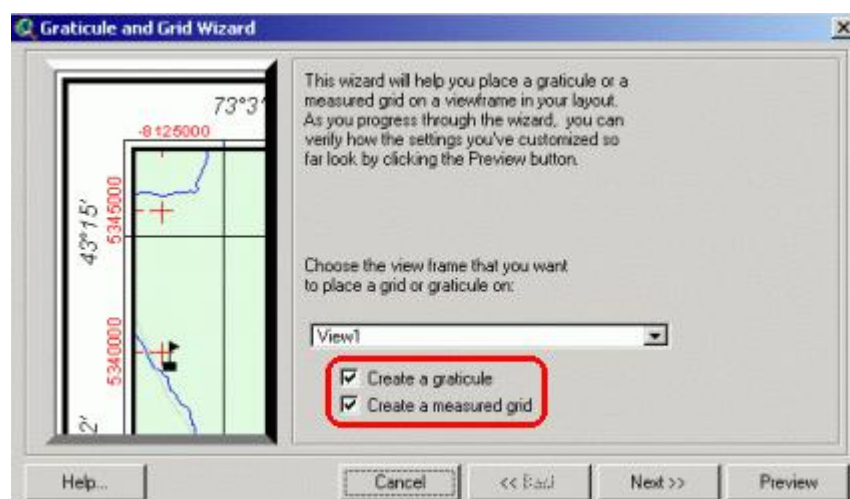 Graticule and Grid Wizard
73°3'
-8125000
43°15'
5345000
5340000
2'
This wizard will help you place a graticule or a
measured grid on a viewframe in your layout.
As you progress through the wizard, you can
verify how the settings you've customized so
far look by clicking the Preview button.
Choose the view frame that you want
to place a grid or graticule on:
View1
Create a graticule
Create a measured grid
Help...
Cancel
<< Back
Next >>
Preview